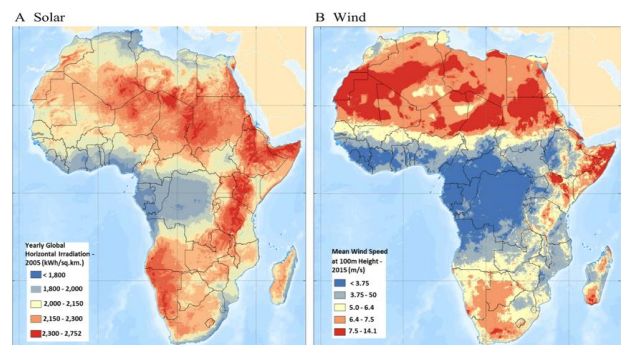 A Solar
B Wind
Yearly Global
Horizontal Irradiation -
2005 (kWh/sq.km.)
< 1,800
1,800 - 2,000
2,000 - 2,150
2,150 - 2,300
2,300 - 2,752
Mean Wind Speed
at 100m Height -
2015 (m/s)
< 3.75
3.75 - 50
5.0 - 6.4
6.4 - 7.5
7.5 - 14.1